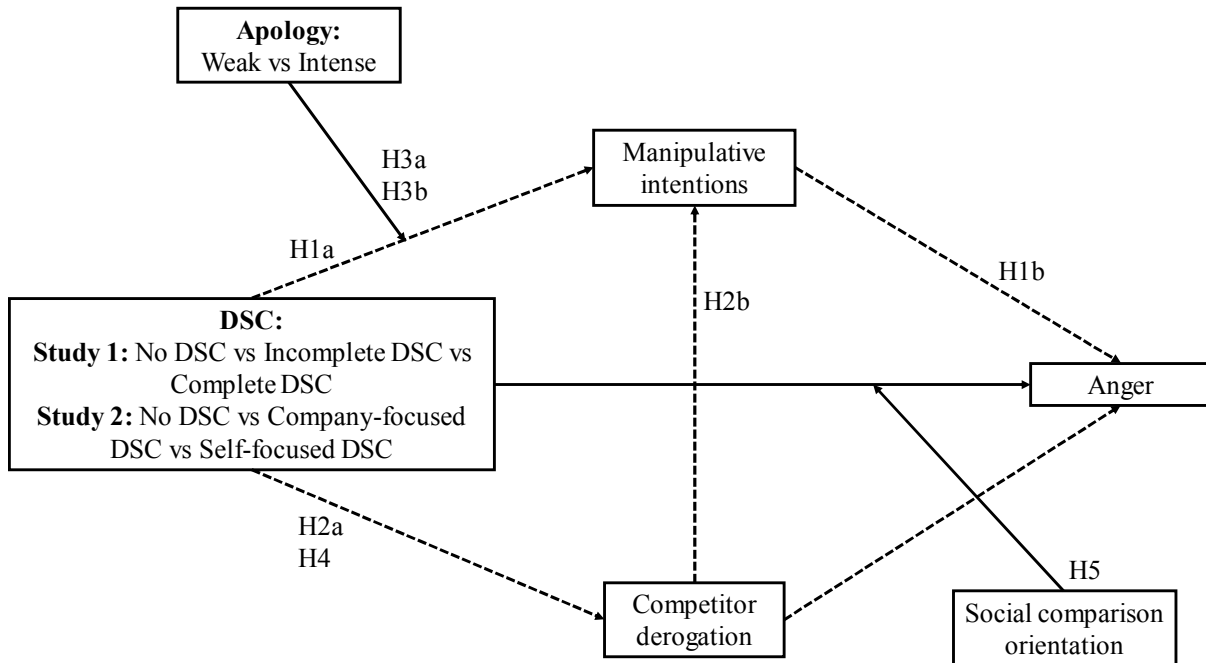 Apology:
Weak vs Intense
H3a
H3b
Manipulative
intentions
H1a
H1b
H2b
DSC:
Study 1: No DSC vs Incomplete DSC vs
Complete DSC
Study 2: No DSC vs Company-focused
DSC vs Self-focused DSC
Anger
H2a
H4
H5
Competitor
derogation
Social comparison
orientation